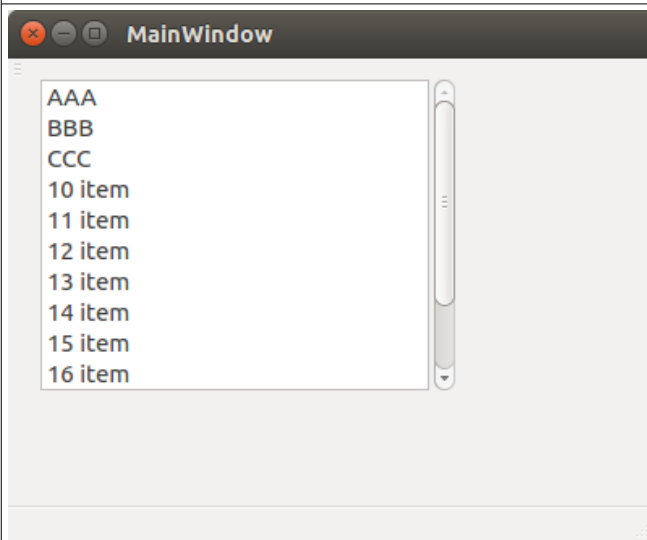 MainWindow
AAA
BBB
CCC
10 item
11 item
12 item
13 item
14 item
15 item
16 item